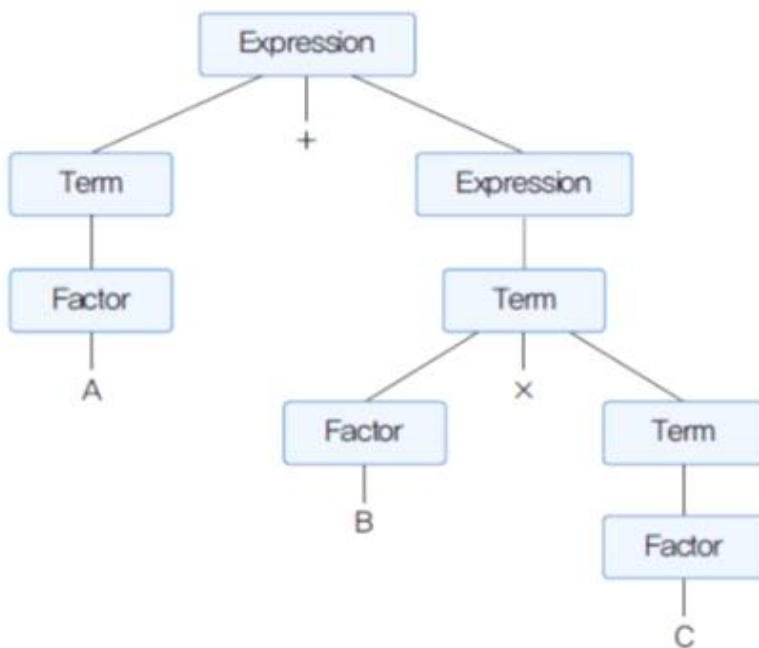 Expression
+
Term
Expression
Factor
Term
A
×
Factor
Term
B
Factor
C